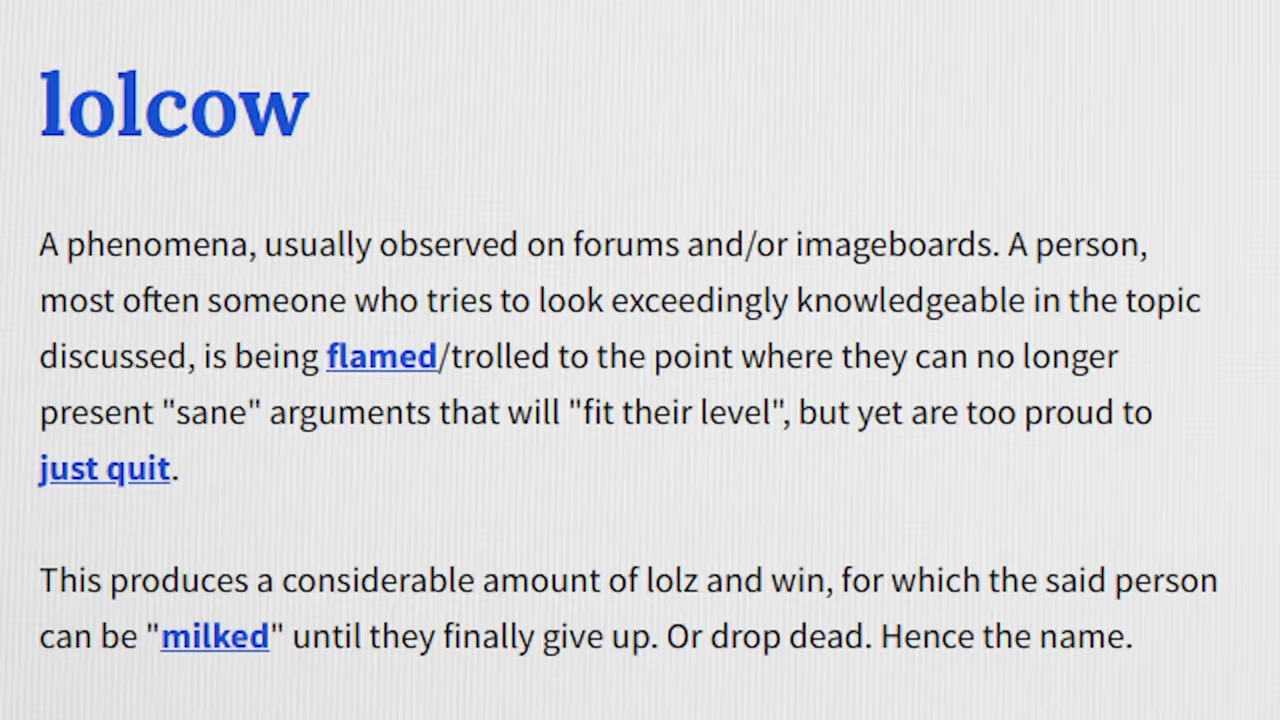 lolcow
A phenomena, usually observed on forums and/or imageboards. A person,
most often someone who tries to look exceedingly knowledgeable in the topic
discussed, is being flamed/trolled to the point where they can no longer
present "sane" arguments that will "fit their level", but yet are too proud to
just quit.
This produces a considerable amount of lolz and win, for which the said person
can be "milked" until they finally give up. Or drop dead. Hence the name.